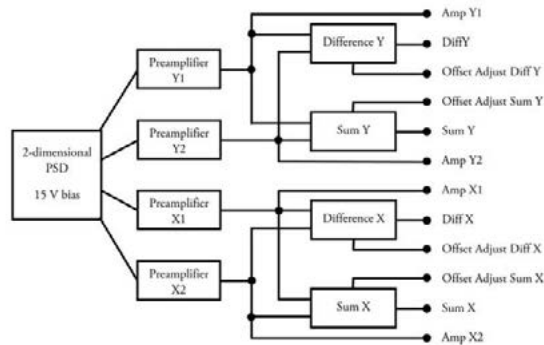 Amp Y1
Difference Y
DiffY
Preamplifier
Y1
Offset Adjust Diff Y
Offset Adjust Sum Y
Preamplifier
Y2
Sum Y
Sum Y
2-dimensional
PSD
15 V bias
Amp Y2
Amp X1
Preamplifier
X1
Difference X
Diff X
Offset Adjust Diff X
Preamplifier
X2
Offset Adjust Sum X
Sum X
Sum X
Amp X2